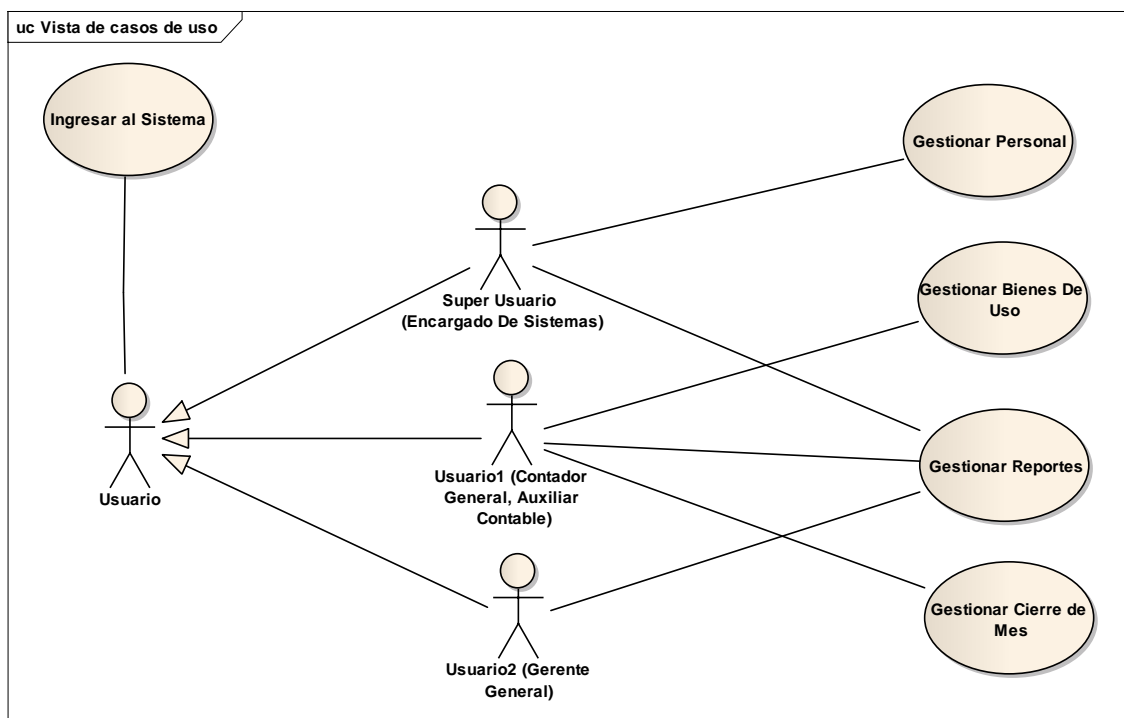 uc Vista de casos de uso
Ingresar al Sistema
Gestionar Personal
Super Usuario
(Encargado De Sistemas)
Gestionar Bienes De
Uso
Usuario
Usuario1 (Contador
General, Auxiliar
Contable)
Gestionar Reportes
Usuario2 (Gerente
General)
Gestionar Cierre de
Mes